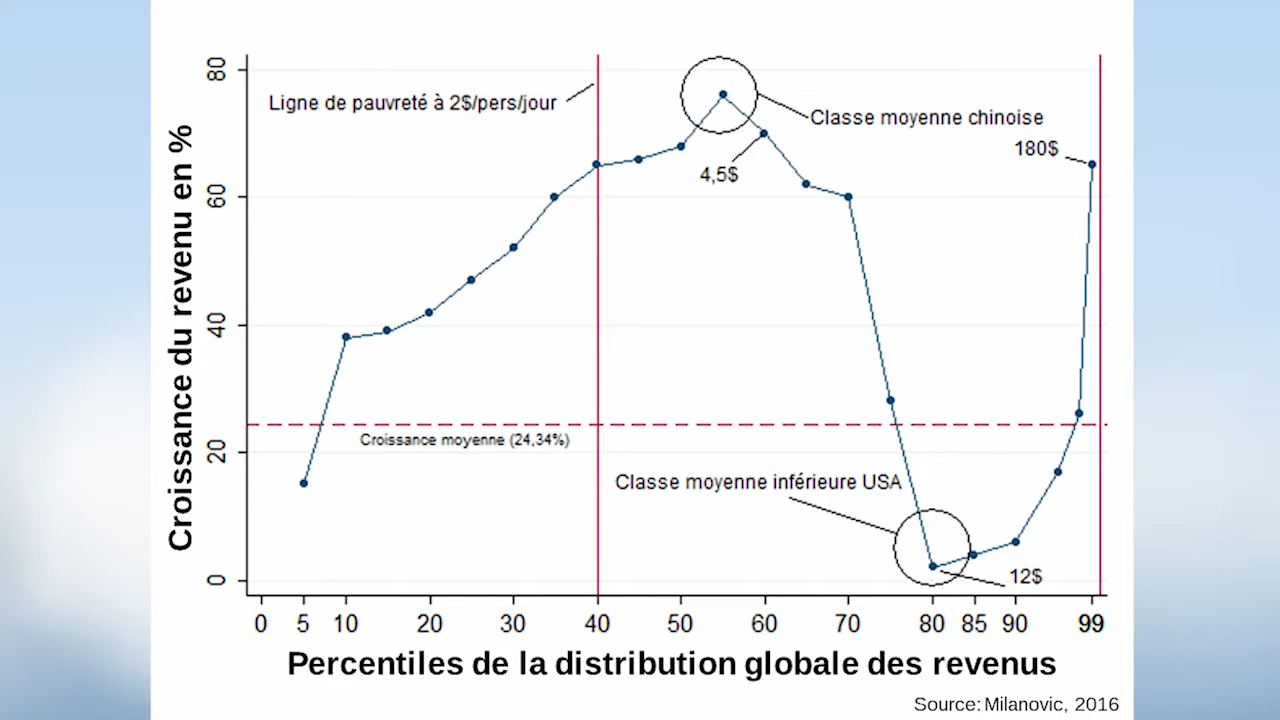 80
Ligne de pauvreté à 2$/pers/jour
Classe moyenne chinoise
180$
4,5$
60
Croissance du revenu en %
40
Croissance moyenne (24,34%)
20
Classe moyenne inférieure USA
12$
0
0 5 10 20 30 40 50 60 70 80 85 90 99
Percentiles de la distribution globale des revenus
Source: Milanovic, 2016